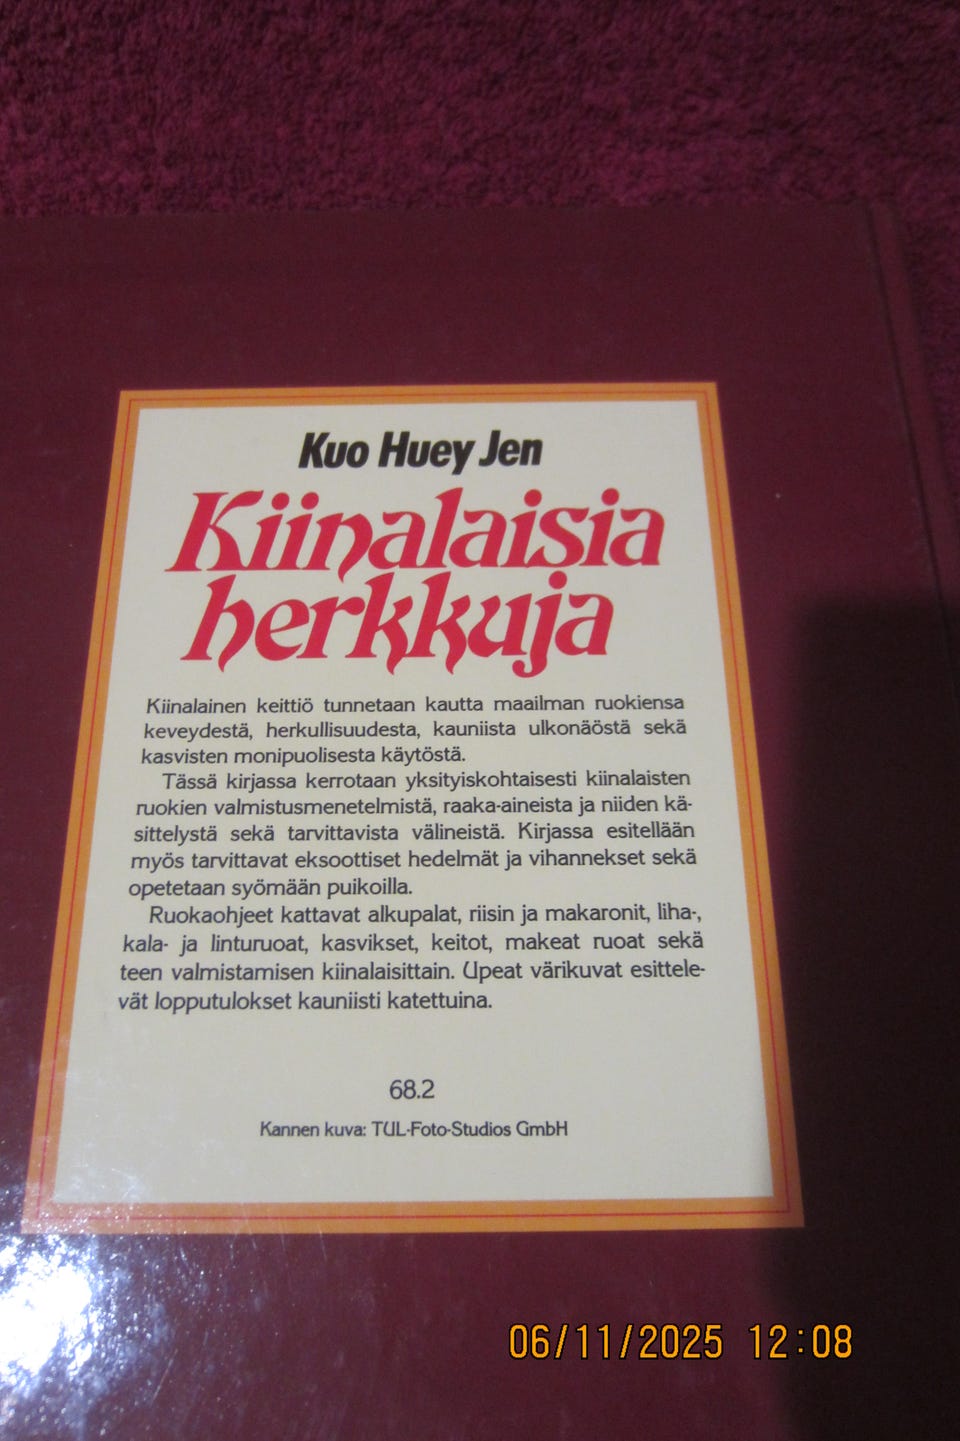 Kuo Huey Jen
Kiinalaisia
herkkuja
Kiinalainen keittiö tunnetaan kautta maailman ruokiensa
keveydestä, herkullisuudesta, kauniista ulkonäöstä sekä
kasvisten monipuolisesta käytöstä.
Tässä kirjassa kerrotaan yksityiskohtaisesti kiinalaisten
ruokien valmistusmenetelmistä, raaka-aineista ja niiden kä-
sittelystä sekä tarvittavista välineistä. Kirjassa esitellään
myös tarvittavat eksoottiset hedelmät ja vihannekset sekä
opetetaan syömään puikoilla.
Ruokaohjeet kattavat alkupalat, riisin ja makaronit, liha-,
kala- ja linturuoat, kasvikset, keitot, makeat ruoat sekä
teen valmistamisen kiinalaisittain. Upeat värikuvat esittele-
vät lopputulokset kauniisti katettuina.
68.2
Kannen kuva: TUL-Foto-Studios GmbH
06/11/2025 12:08